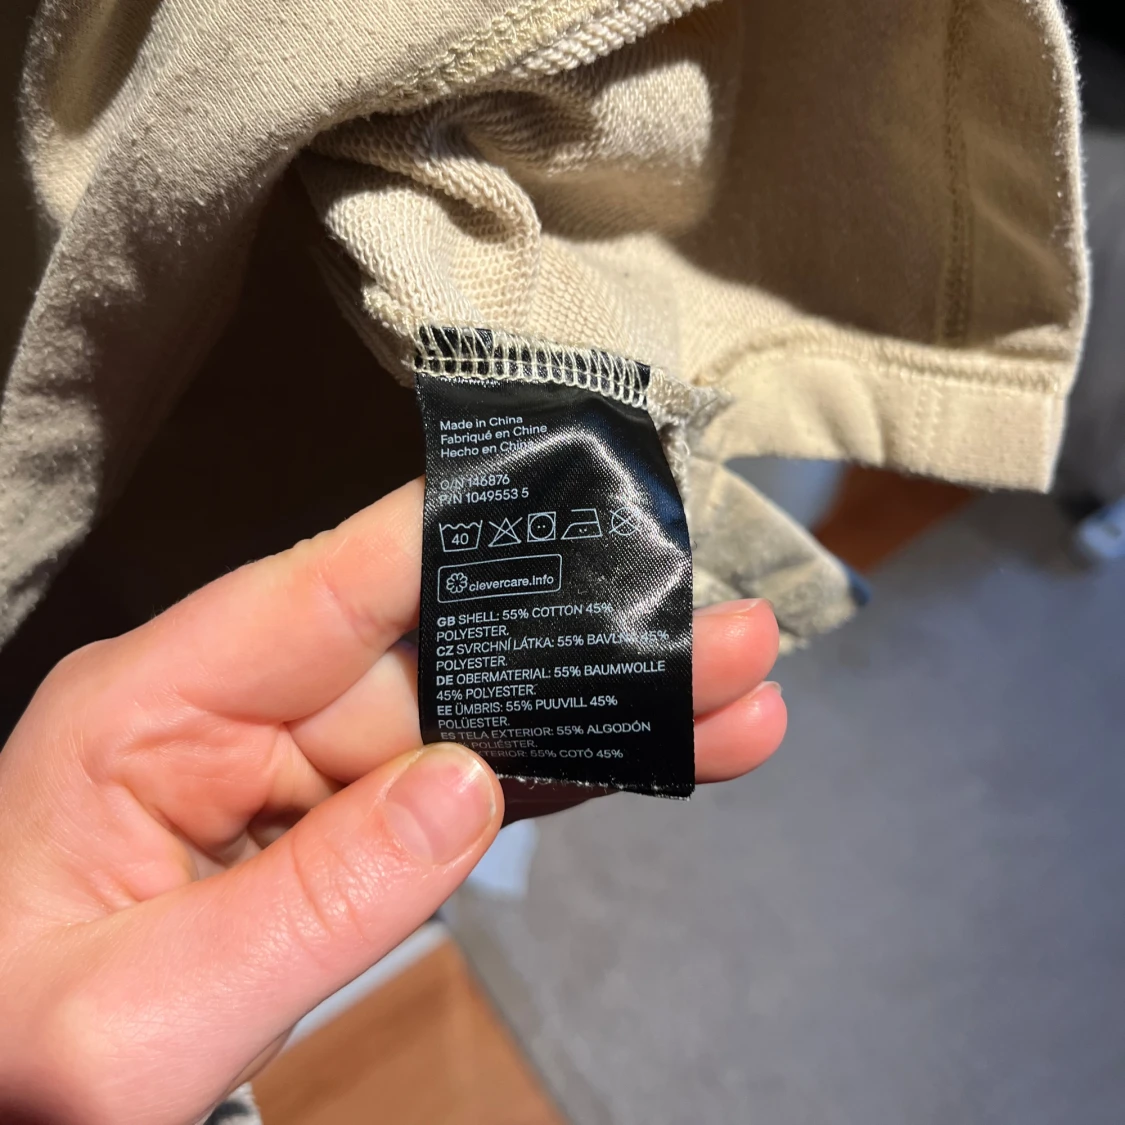 Made in China
Fabriqué en Chine
Hecho en China
O/N 146876
P/N 1049553 5
40
clevercare.info
GB SHELL: 55% COTTON 45%
POLYESTER.
CZ SVRCHNÍ LÁTKA: 55% BAVLNA 45%
POLYESTER.
DE OBERMATERIAL: 55% BAUMWOLLE
45% POLYESTER.
EE ÜMBRIS: 55% PUUVILL 45%
POLÜESTER.
ES TELA EXTERIOR: 55% ALGODÓN
POLIÉSTER.
55% COTÓ 45%